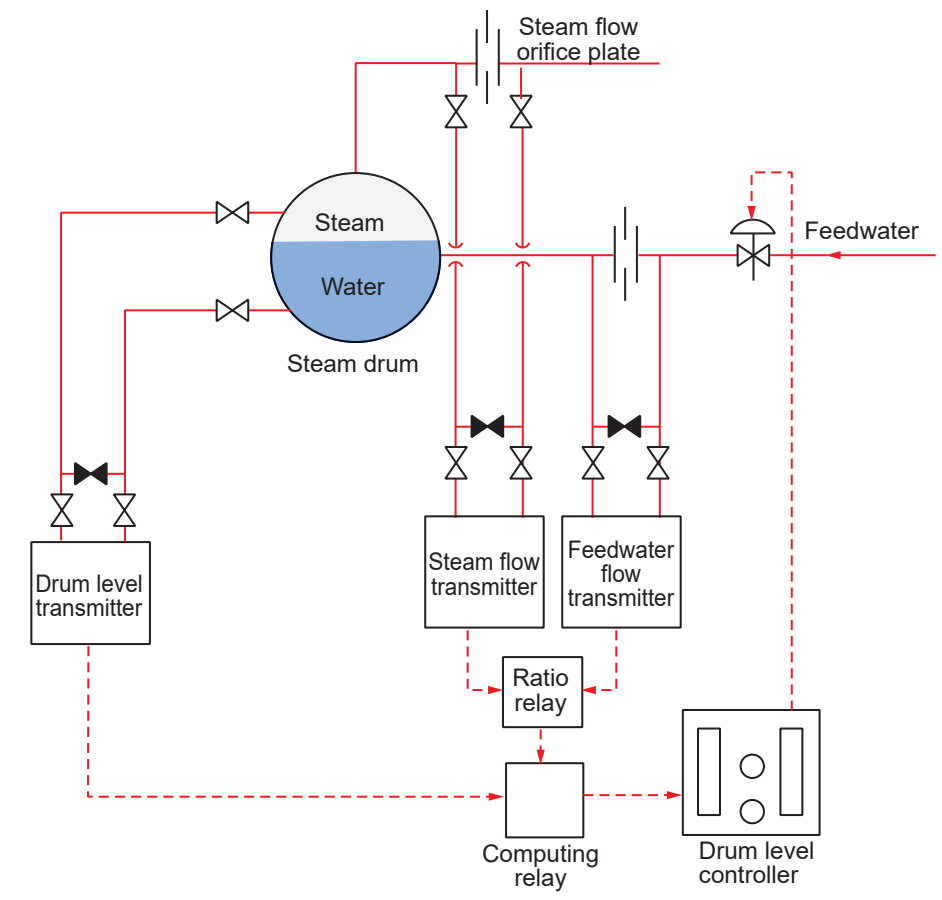 Steam flow
orifice plate
Steam
Feedwater
Water
Steam drum
Steam flow
transmitter
Feedwater
flow
transmitter
Drum level
transmitter
Ratio
relay
Computing
relay
Drum level
controller